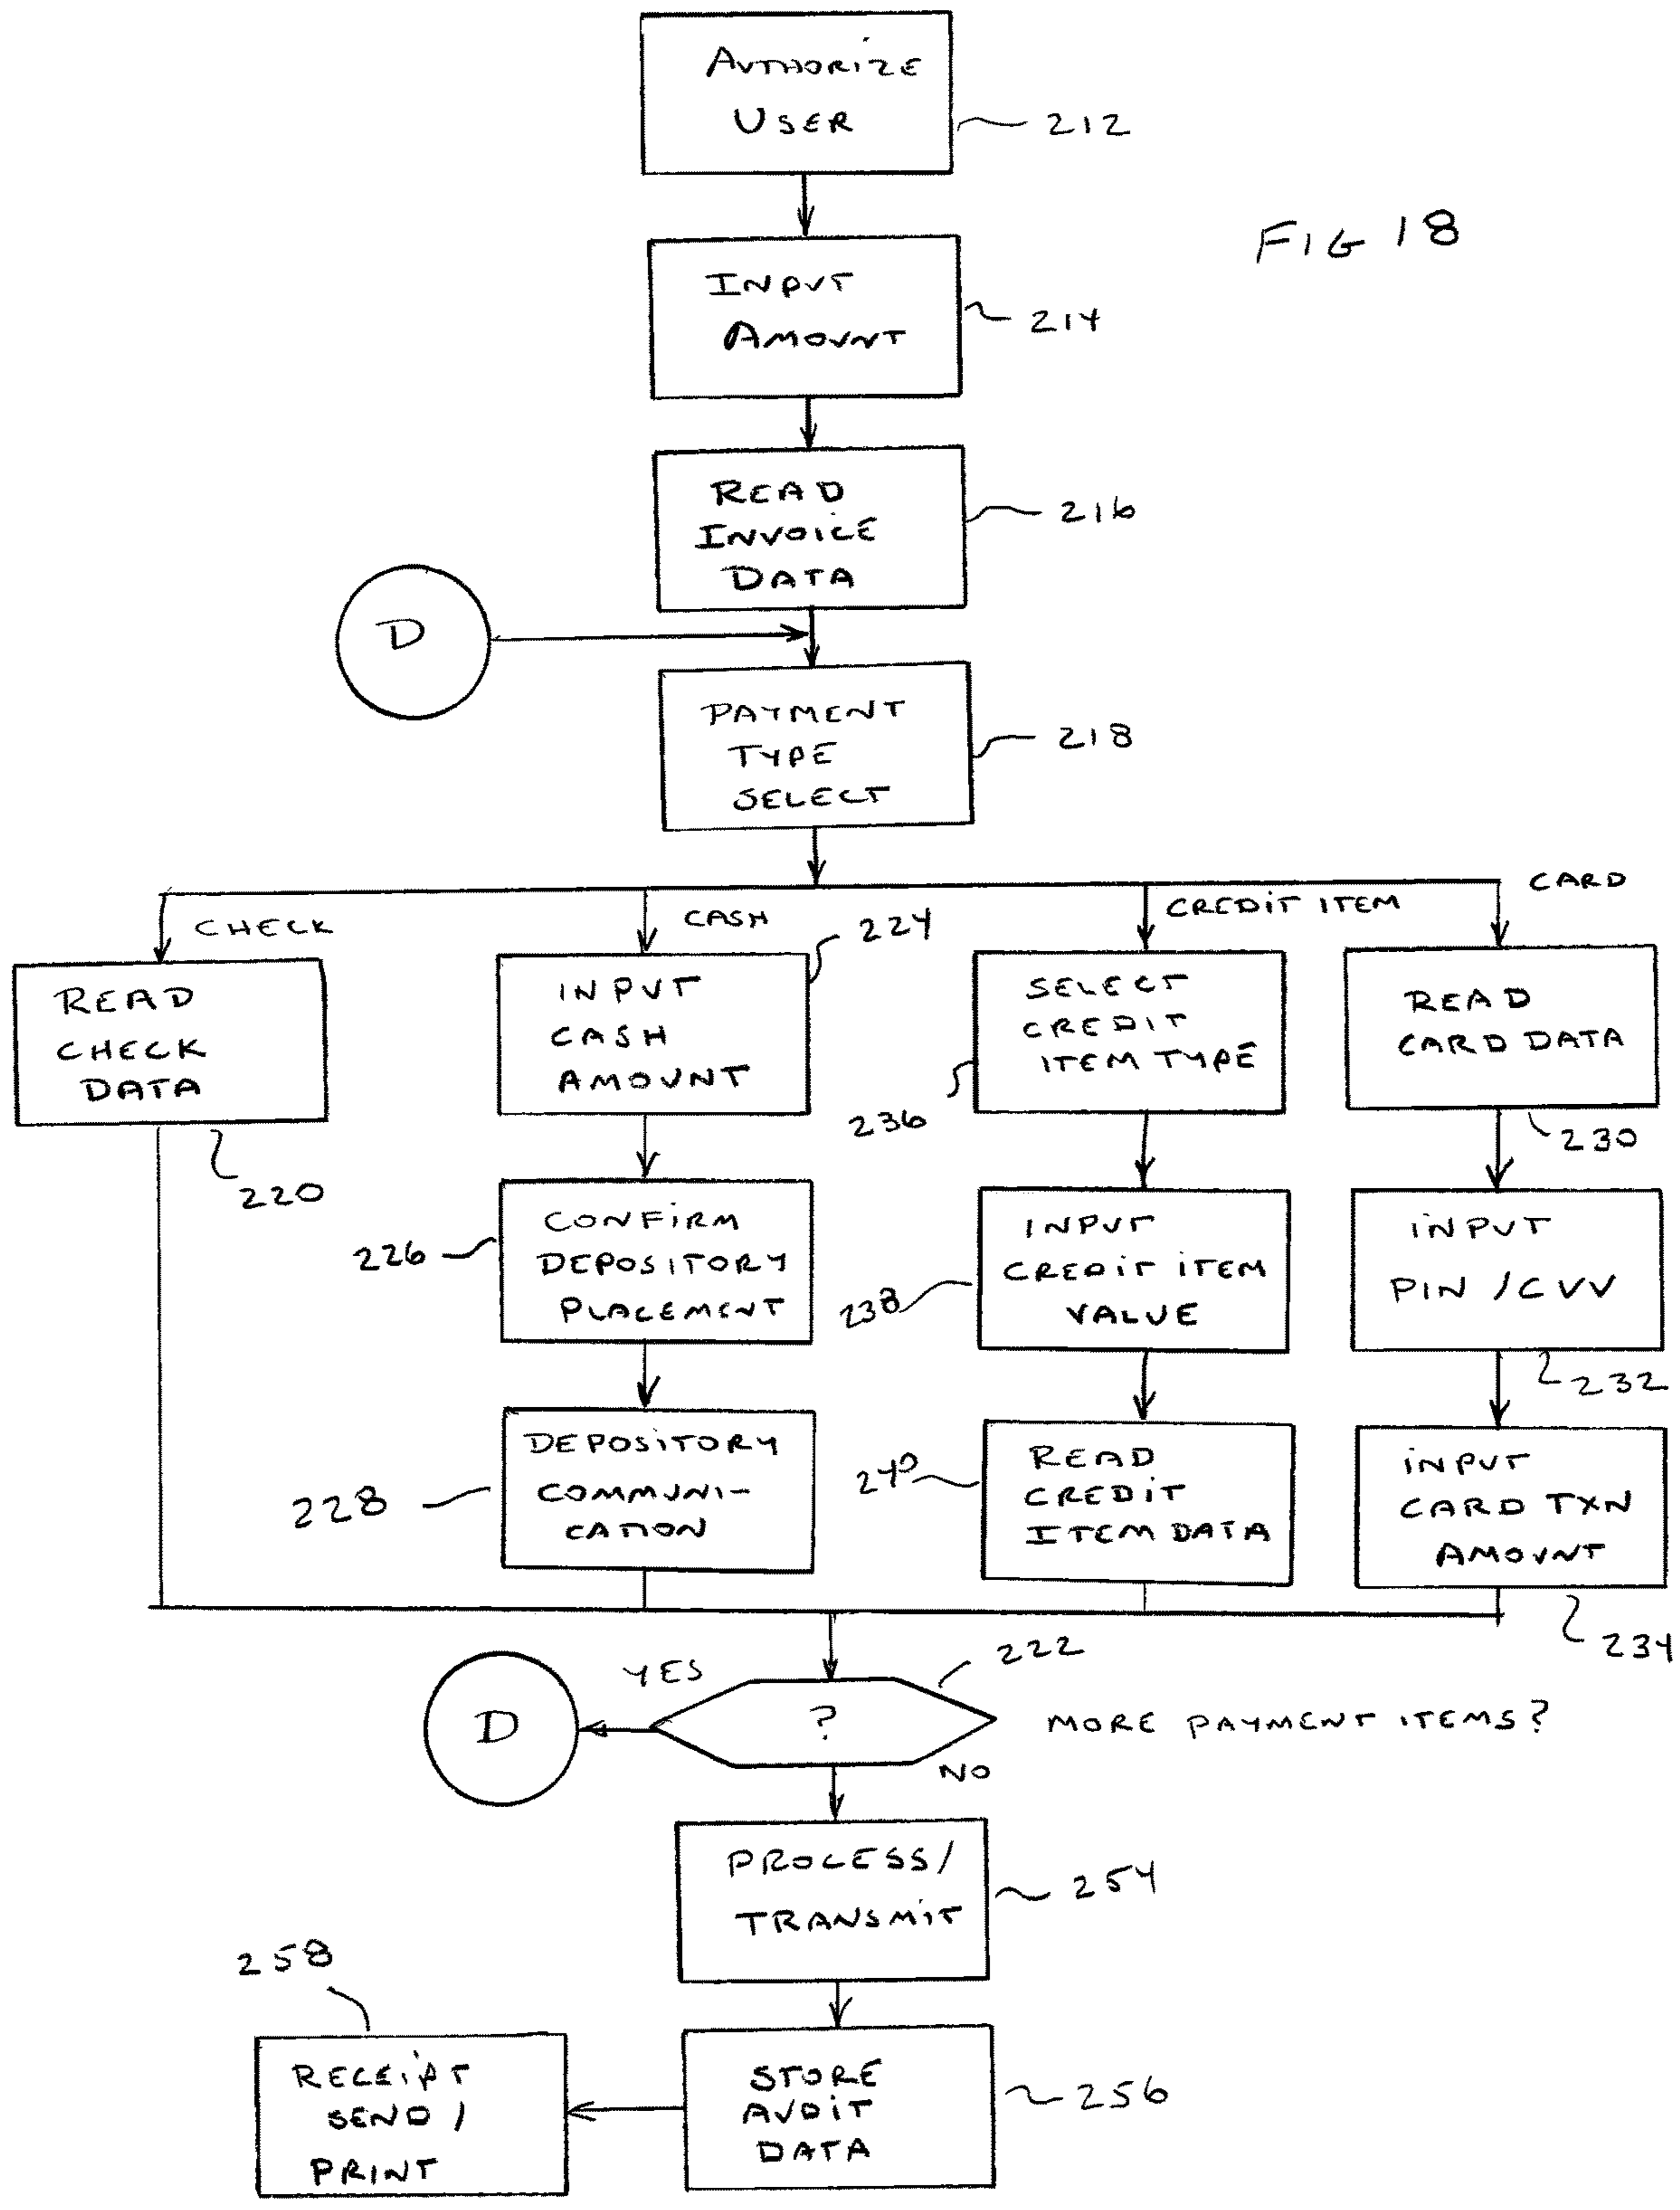 AUTHORIZE
USER
212
FIG 18
INPUT
AMOUNT
214
READ
INVOICE
DATA
216
D
PAYMENT
TYPE
SELECT
218
CHECK
CASH
CREDIT ITEM
CARD
READ
CHECK
DATA
220
INPUT
CASH
AMOUNT
224
SELECT
CREDIT
ITEM TYPE
236
READ
CARD DATA
230
CONFIRM
DEPOSITORY
PLACEMENT
226
INPUT
CREDIT ITEM
VALUE
238
INPUT
PIN / CVV
232
DEPOSITORY
COMMUNI-
CATION
228
READ
CREDIT
ITEM DATA
240
INPUT
CARD TXN
AMOUNT
234
D
YES
?
222
MORE PAYMENT ITEMS?
NO
PROCESS/
TRANSMIT
254
STORE
AUDIT
DATA
256
258
RECEIPT
SEND /
PRINT